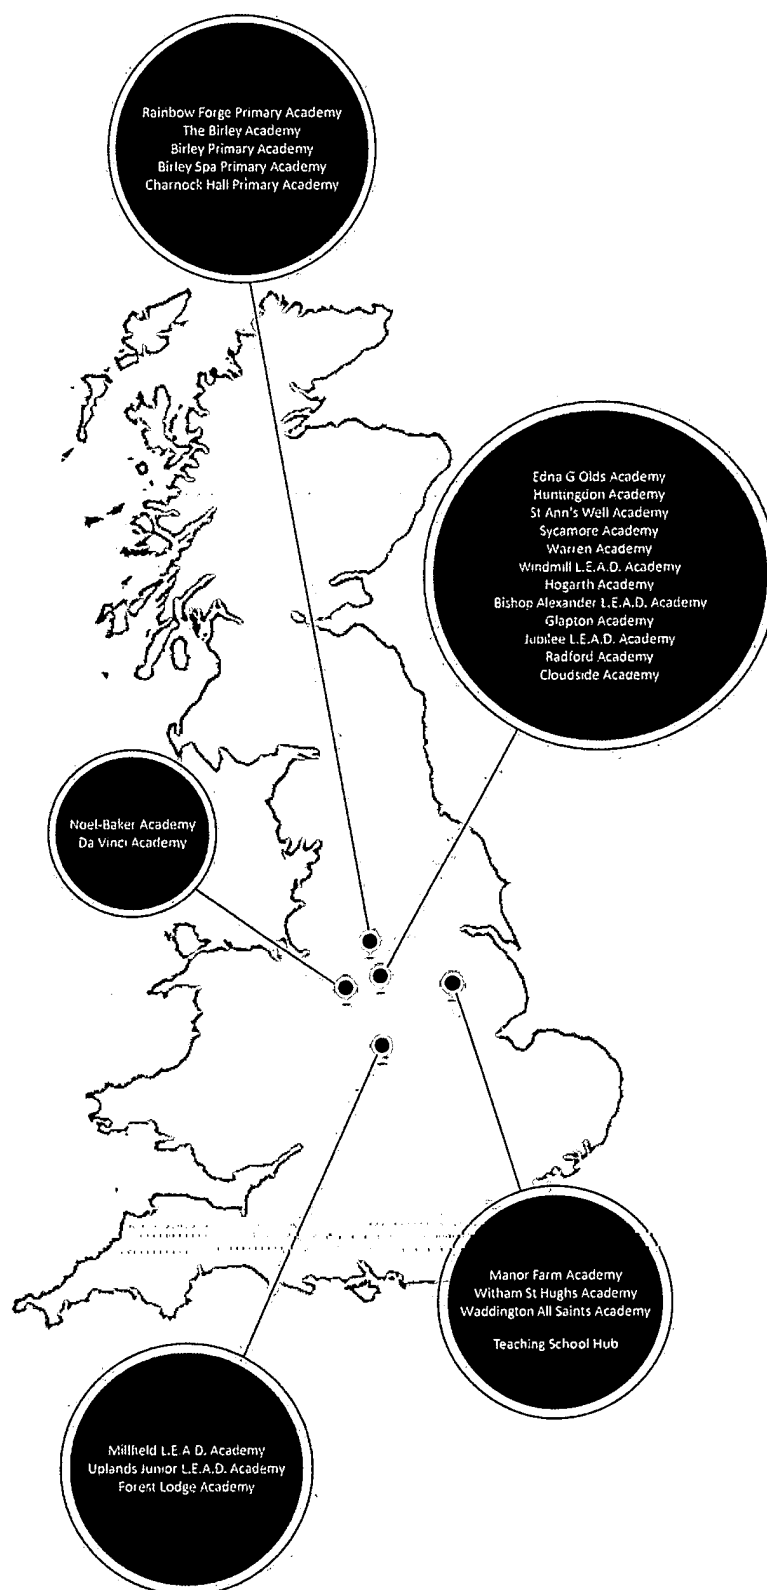 Rainbow Forge Primary Academy
The Birley Academy
Birley Primary Academy
Birley Spa Primary Academy
Charnock Hall Primary Academy
Edna G Olds Academy
Huntingdon Academy
St Ann's Well Academy
Sycamore Academy
Warren Academy
Windmill L.E.A.D. Academy
Hogarth Academy
Bishop Alexander L.E.A.D. Academy
Glapton Academy
Jubilee L.E.A.D. Academy
Radford Academy
Cloudside Academy
Noel-Baker Academy
Da Vinci Academy
Manor Farm Academy
Witham St Hughs Academy
Waddington All Saints Academy
Teaching School Hub
Millfield L.E.A.D. Academy
Uplands Junior L.E.A.D. Academy
Forest Lodge Academy